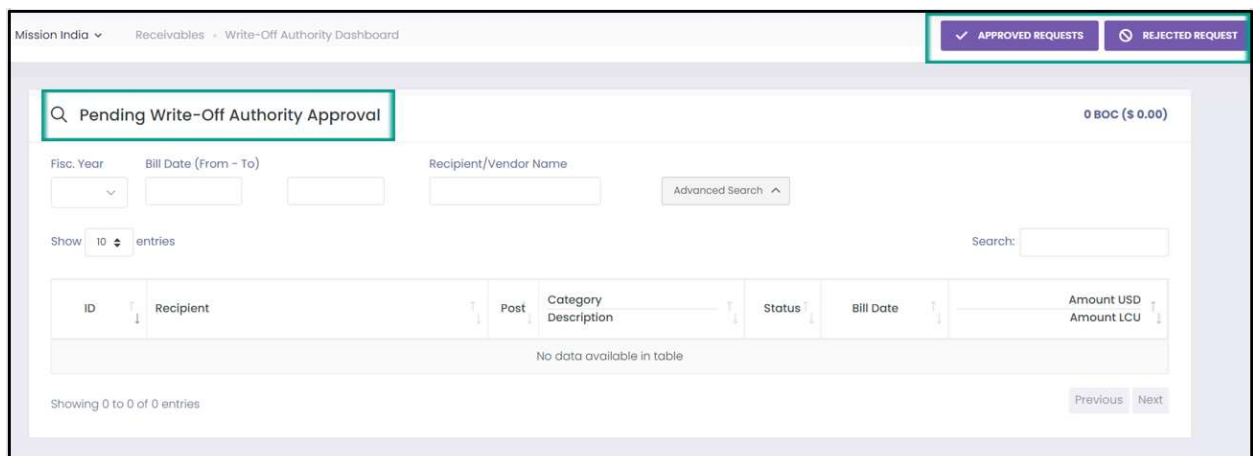 Mission India
Receivables • Write-Off Authority Dashboard
APPROVED REQUESTS
REJECTED REQUEST
Pending Write-Off Authority Approval
0 BOC ($ 0.00)
Fisc. Year
Bill Date (From - To)
Recipient/Vendor Name
Advanced Search
Show 10 entries
Search:
ID
Recipient
Post
Category
Description
Status
Bill Date
Amount USD
Amount LCU
No data available in table
Showing 0 to 0 of 0 entries
Previous
Next